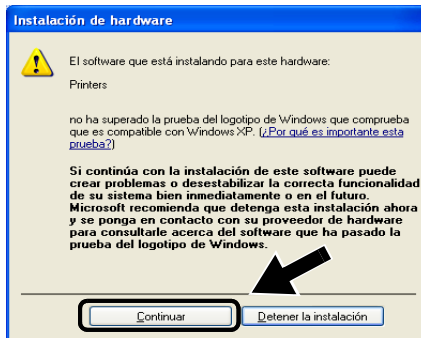 Instalación de hardware
El software que está instalando para este hardware:
Printers
no ha superado la prueba del logotipo de Windows que comprueba
que es compatible con Windows XP. (¿Por qué es importante esta
prueba?)
Si continúa con la instalación de este software puede
crear problemas o desestabilizar la correcta funcionalidad
de su sistema bien inmediatamente o en el futuro.
Microsoft recomienda que detenga esta instalación ahora
y se ponga en contacto con su proveedor de hardware
para consultarle acerca del software que ha pasado la
prueba del logotipo de Windows.
Continuar
Detener la instalación